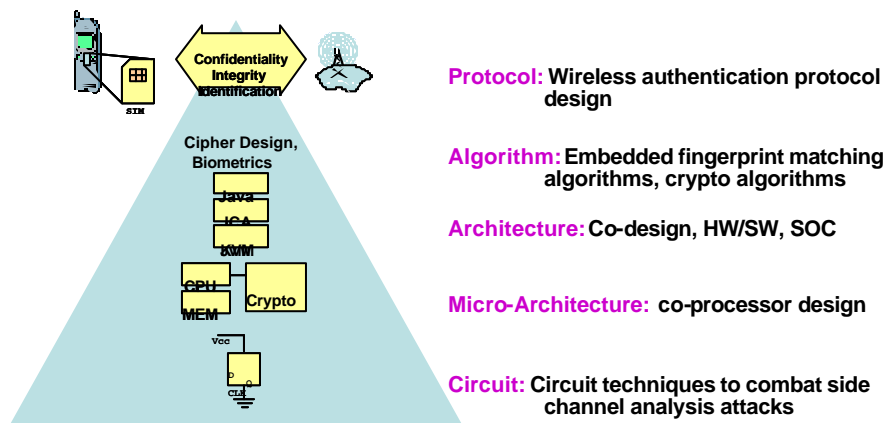 Confidentiality
Integrity
Identification
SIM
Protocol: Wireless authentication protocol
design
Cipher Design,
Biometrics
Algorithm: Embedded fingerprint matching
algorithms, crypto algorithms
Java
JCA
KVM
Architecture: Co-design, HW/SW, SOC
CPU
MEM
Crypto
Micro-Architecture: co-processor design
Vcc
D
Q
CLK
Circuit: Circuit techniques to combat side
channel analysis attacks